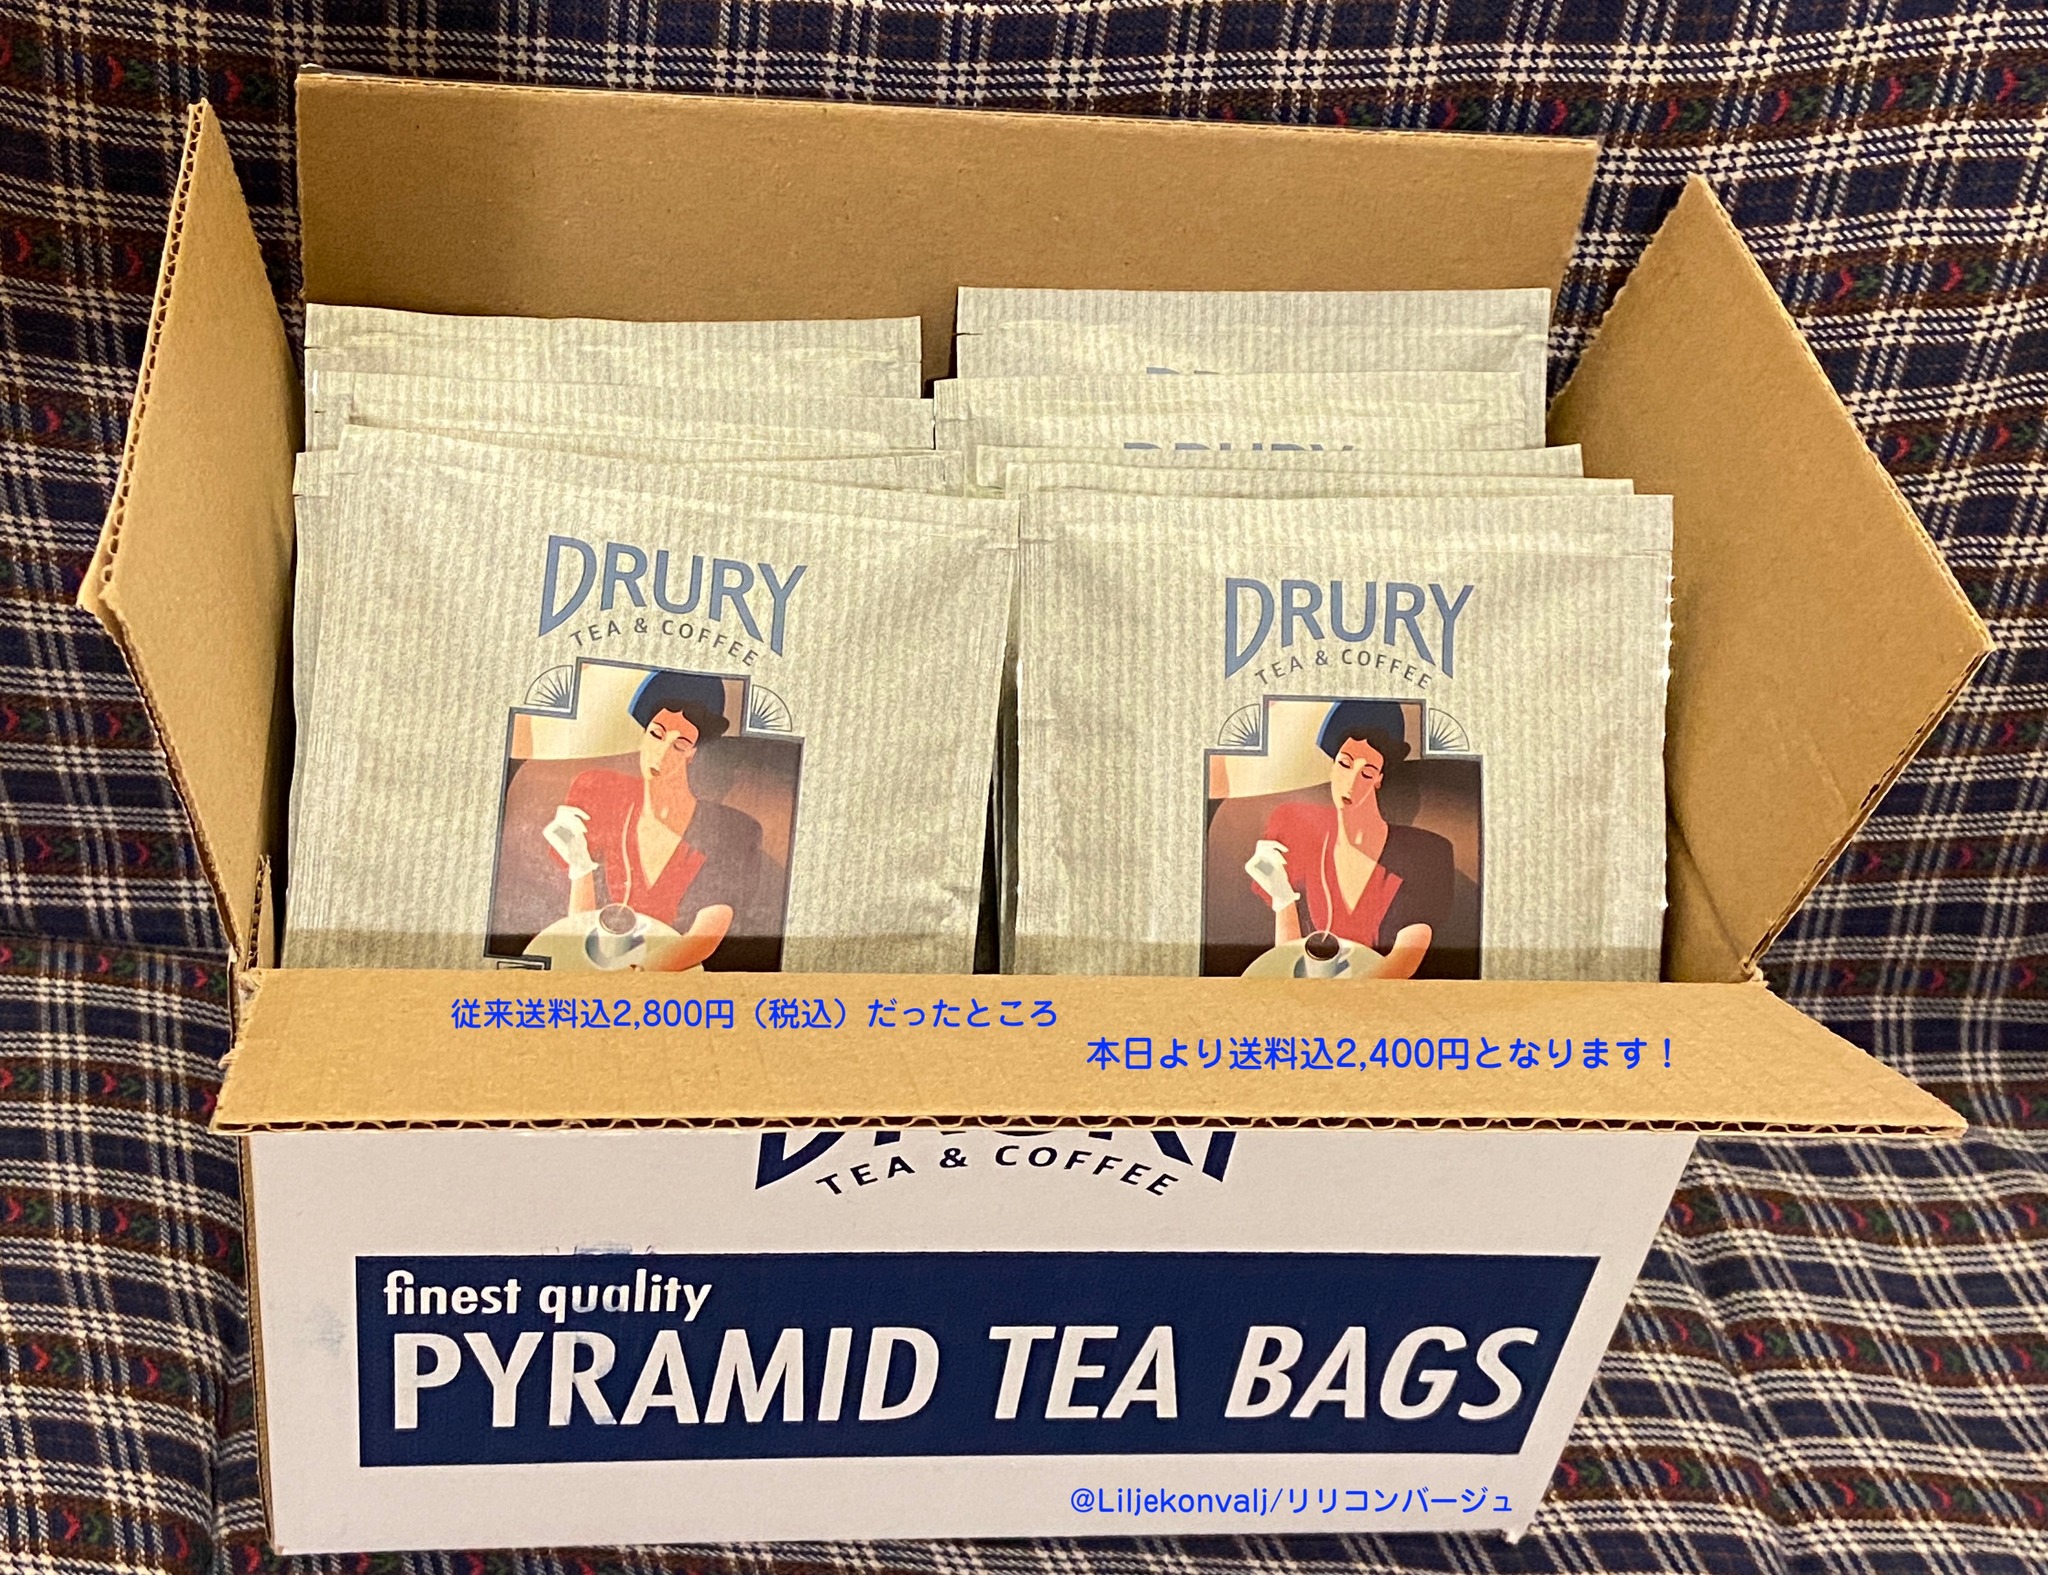 DRURY
TEA & COFFEE
DRURY
TEA & COFFEE
従来送料込2,800円（税込）だったところ
本日より送料込2,400円となります！
DRURY
TEA & COFFEE
finest quality
PYRAMID TEA BAGS
@Liljekonvalj/リリコンバージュ